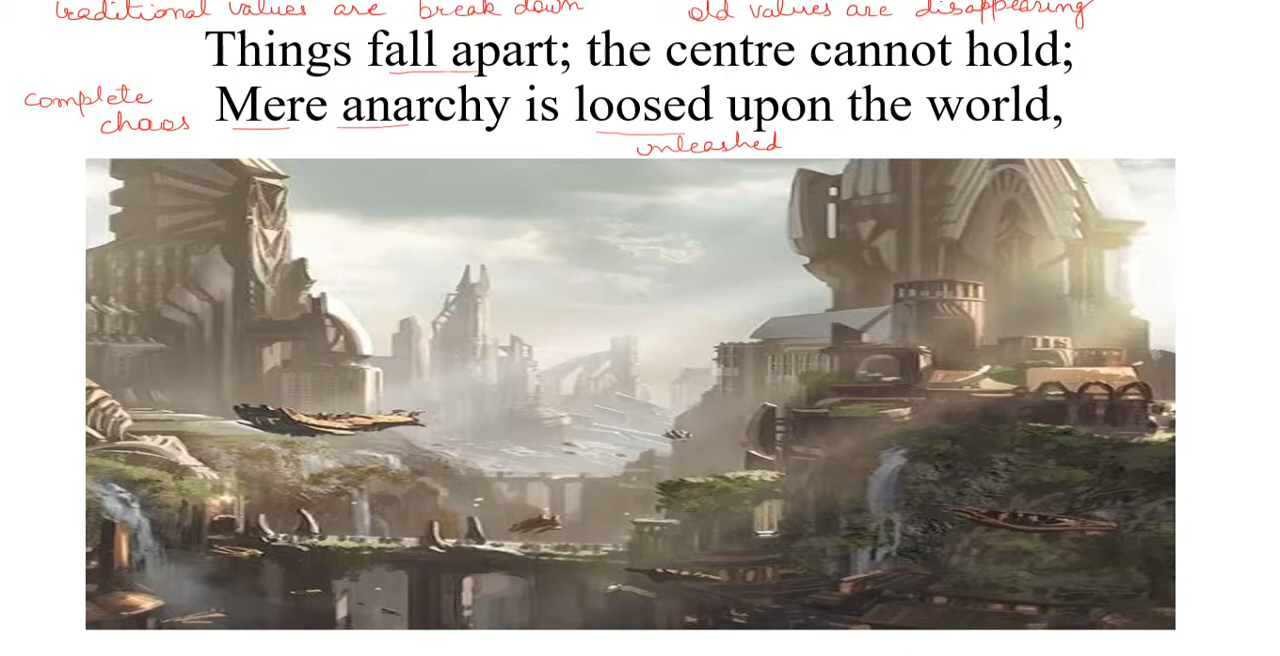 traditional values are break down old values are disappearing
Things fall apart; the centre cannot hold;
complete
chaos
Mere anarchy is loosed upon the world,
unleashed